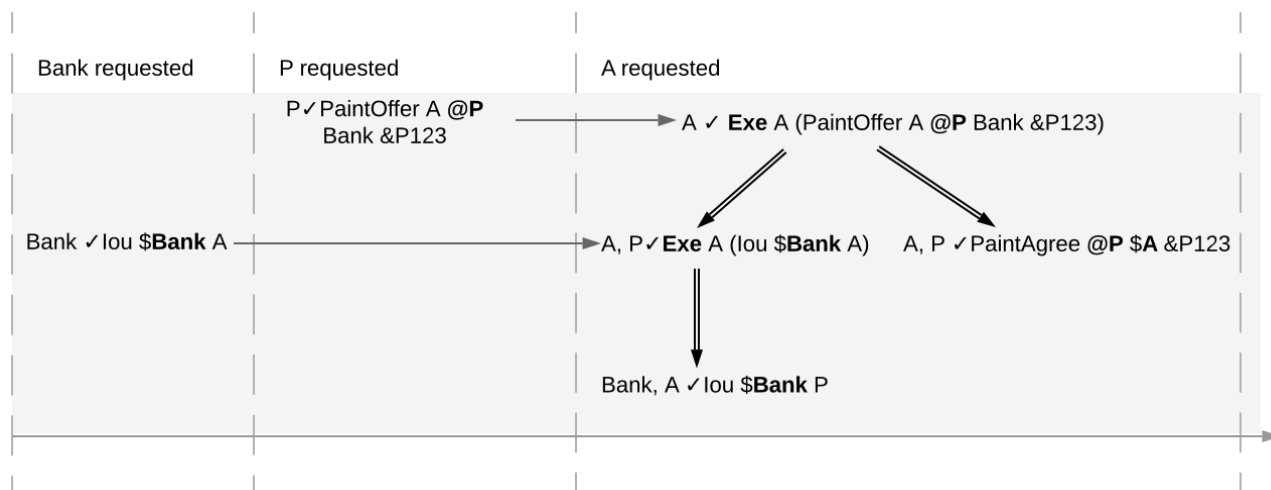 Bank requested
P requested
A requested
P✓PaintOffer A @P
Bank &P123
A ✓ Exe A (PaintOffer A @P Bank &P123)
Bank ✓Iou $Bank A
A, P✓Exe A (Iou $Bank A)
A, P ✓PaintAgree @P $A &P123
Bank, A ✓Iou $Bank P